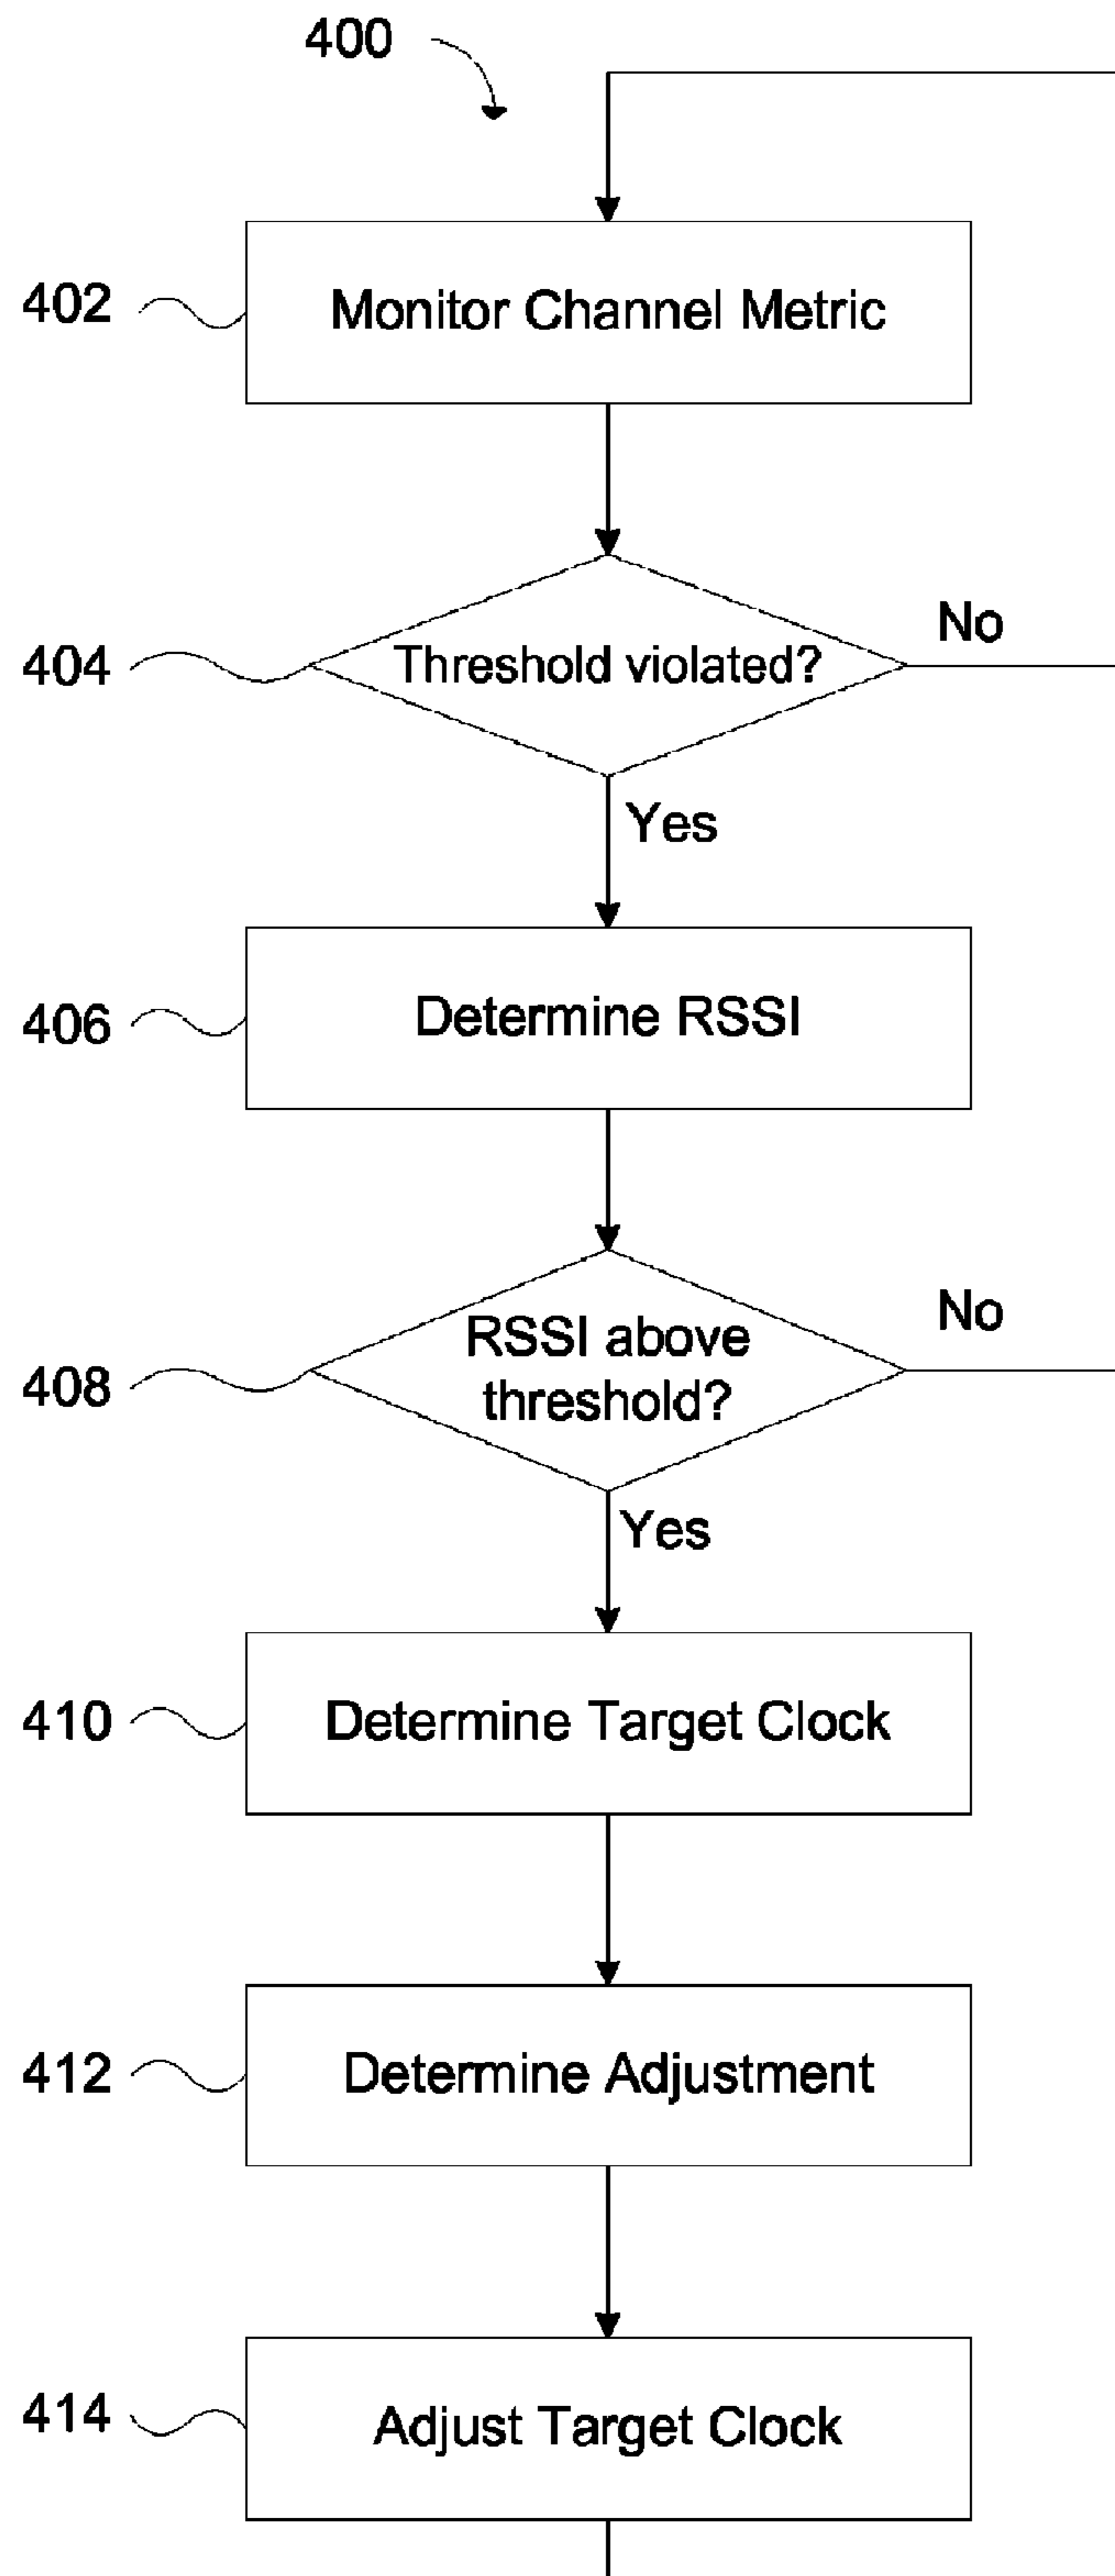 400
402
Monitor Channel Metric
404
Threshold violated?
No
Yes
406
Determine RSSI
408
RSSI above
threshold?
No
Yes
410
Determine Target Clock
412
Determine Adjustment
414
Adjust Target Clock